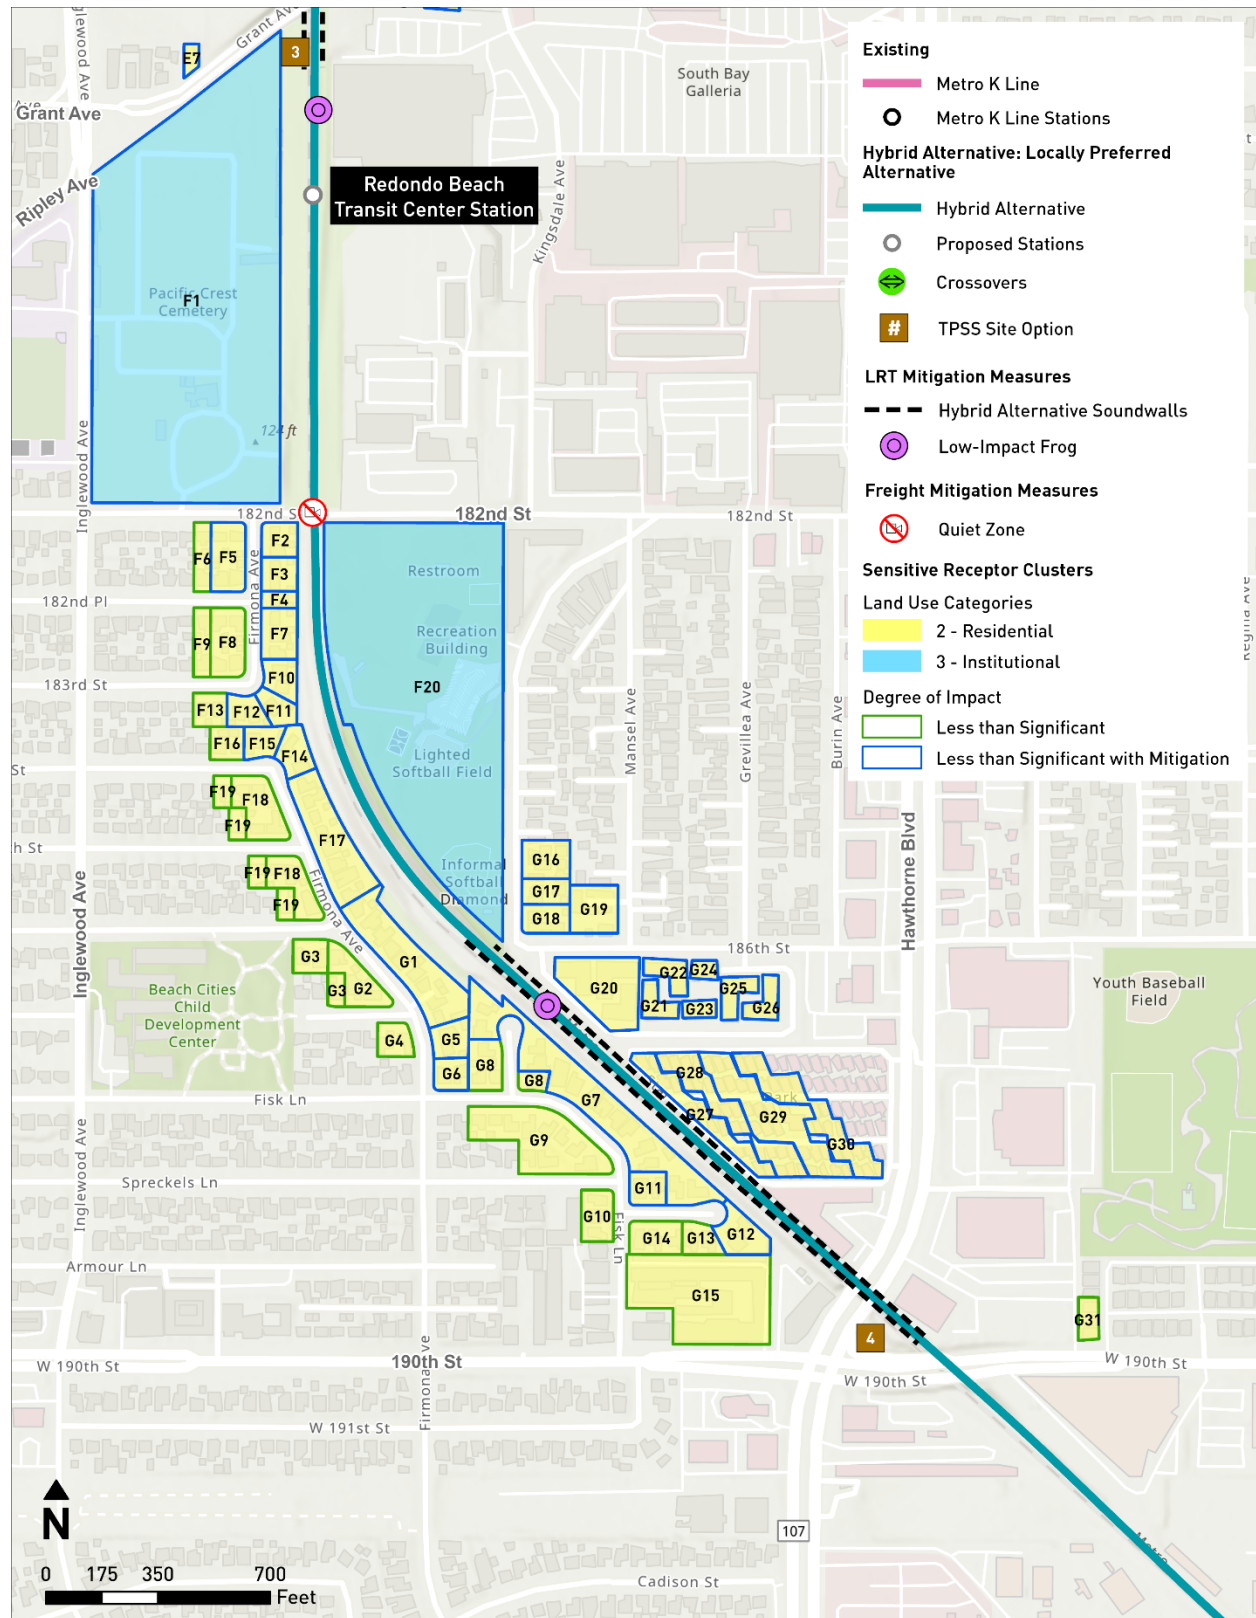 Inglewood Ave
Grant Ave
E7
3
Ave
Grant Ave
Ripley Ave
South Bay
Galleria
Kingsdale Ave
Redondo Beach
Transit Center Station
Pacific Crest
Cemetery
F1
124 ft
Inglewood Ave
182nd S
182nd St
182nd St
Existing
Metro K Line
Metro K Line Stations
Hybrid Alternative: Locally Preferred
Alternative
Hybrid Alternative
Proposed Stations
Crossovers
#
TPSS Site Option
LRT Mitigation Measures
Hybrid Alternative Soundwalls
Low-Impact Frog
Freight Mitigation Measures
Quiet Zone
Sensitive Receptor Clusters
Land Use Categories
2 - Residential
3 - Institutional
Degree of Impact
Less than Significant
Less than Significant with Mitigation
Regina Ave
F6
F5
F2
F3
F4
Firmona Ave
182nd Pl
F9
F8
F7
183rd St
F10
F13
F12
F11
F16
F15
F14
St
F19
F18
F19
F17
h St
F19
F18
F19
Firmona Ave
Restroom
Recreation
Building
F20
Lighted
Softball Field
Informal
Softball
Diamond
Mansel Ave
Grevillea Ave
Burin Ave
Hawthorne Blvd
G16
G17
G18
G19
186th St
Inglewood Ave
Beach Cities
Child
Development
Center
G3
G3
G2
G1
G4
G5
G6
G8
G8
G7
G20
G22
G24
G21
G23
G25
G26
G28
G27
G29
G30
Park
Youth Baseball
Field
Fisk Ln
G9
Spreckels Ln
Inglewood Ave
G11
G10
Fisk Ln
G14
G13
G12
G15
Armour Ln
G31
4
W 190th St
190th St
W 190th St
W 190th St
Firmona Ave
W 191st St
107
Metro
Cadison St
N
0 175 350 700
Feet